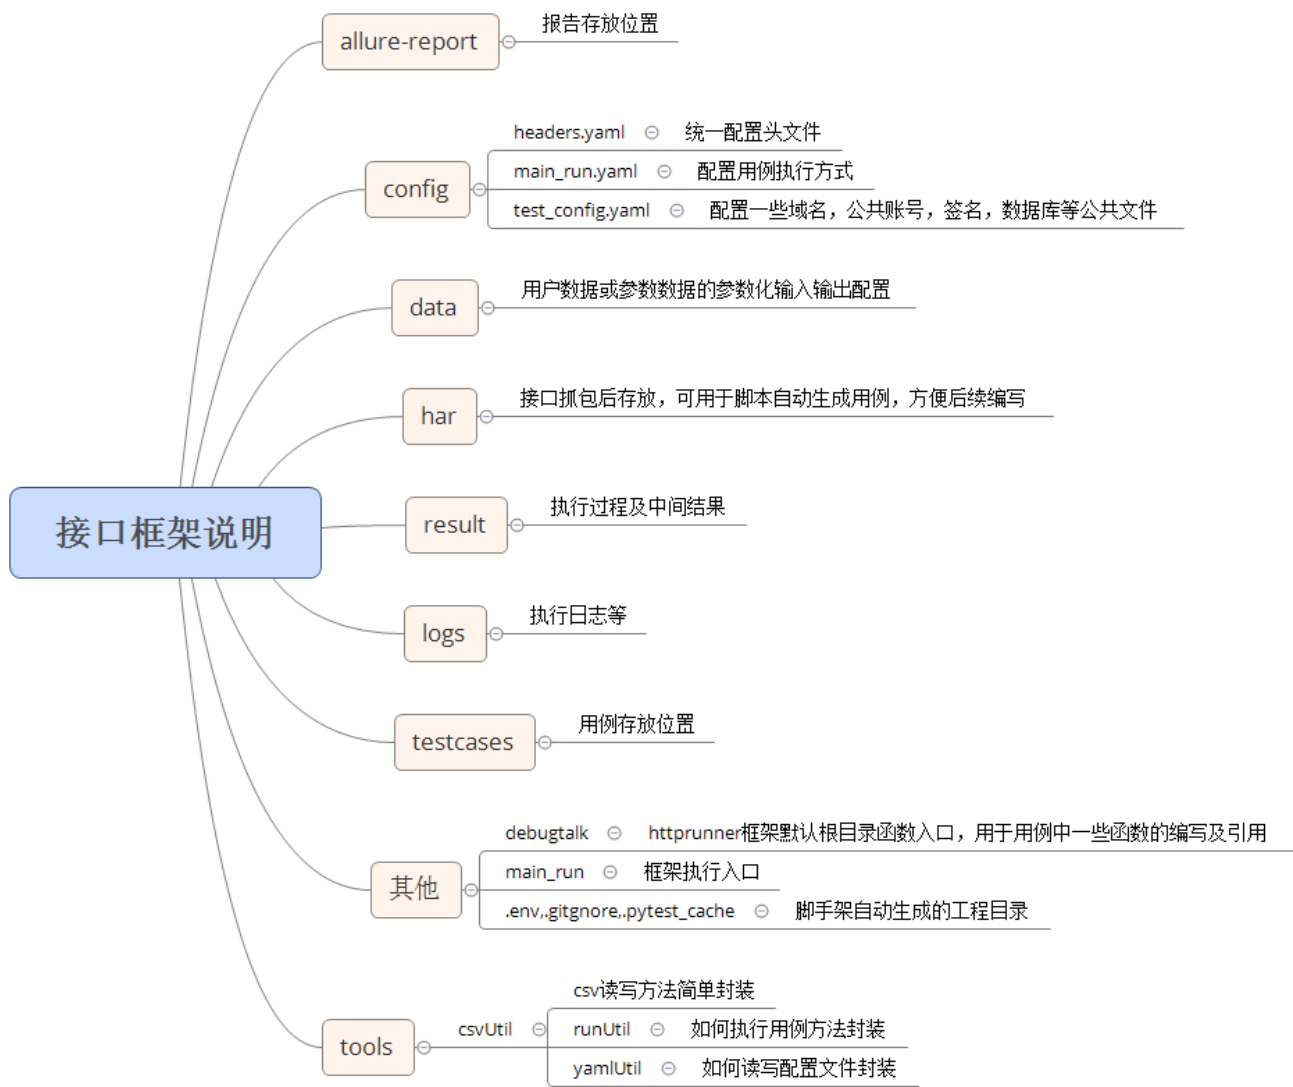 allure-report
报告存放位置
config
headers.yaml 统一配置头文件
main_run.yaml 配置用例执行方式
test_config.yaml 配置一些域名，公共账号，签名，数据库等公共文件
data
用户数据或参数数据的参数化输入输出配置
har
接口抓包后存放，可用于脚本自动生成用例，方便后续编写
接口框架说明
result
执行过程及中间结果
logs
执行日志等
testcases
用例存放位置
其他
debugtalk httprunner框架默认根目录函数入口，用于用例中一些函数的编写及引用
main_run 框架执行入口
.env,.gitgnore,.pytest_cache 脚手架自动生成的工程目录
tools
csvUtil
csv读写方法简单封装
runUtil 如何执行用例方法封装
yamlUtil 如何读写配置文件封装